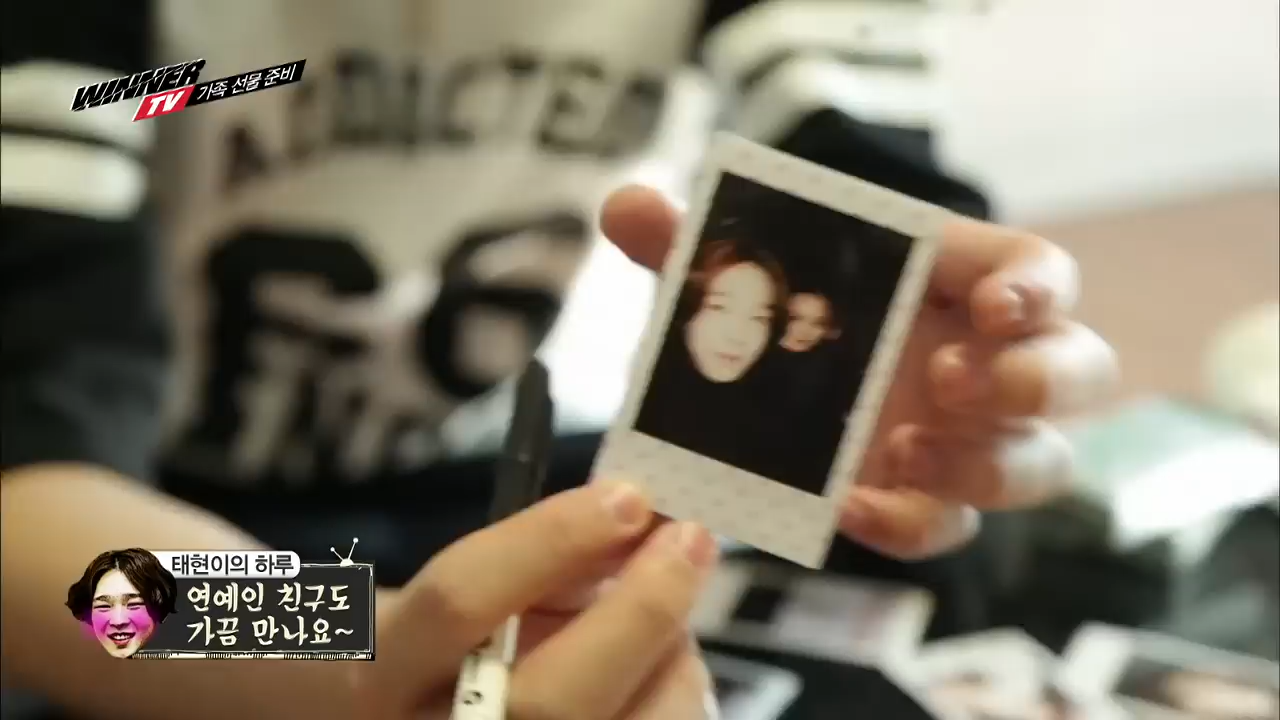 WINNER
TV 가족 선물 준비
ADDICTED
태현이의 하루
연예인 친구도
가끔 만나요~